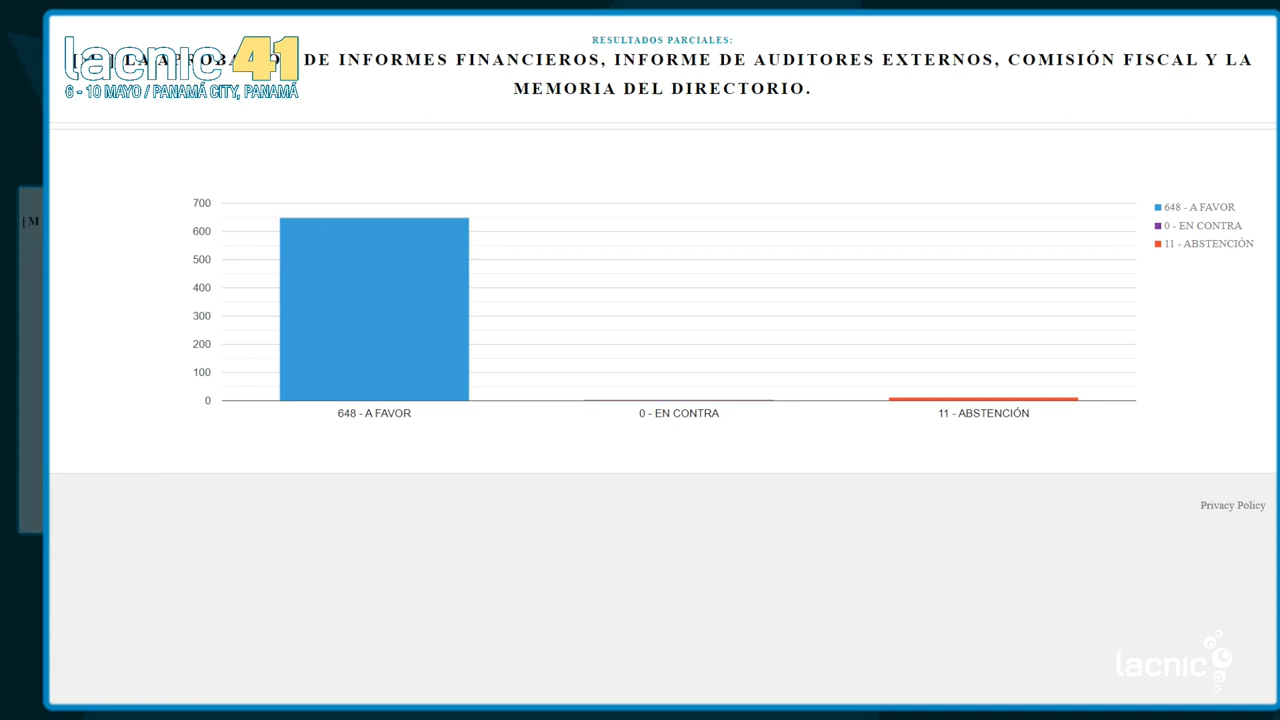 RESULTADOS PARCIALES:
lacnic 41
DE INFORMES FINANCIEROS, INFORME DE AUDITORES EXTERNOS, COMISIÓN FISCAL Y LA
6 - 10 MAYO / PANAMÁ CITY, PANAMÁ
MEMORIA DEL DIRECTORIO.
700
600
500
400
300
200
100
0
648 - A FAVOR
0 - EN CONTRA
11 - ABSTENCIÓN
648 - A FAVOR
0 - EN CONTRA
11 - ABSTENCIÓN
|M
Privacy Policy
lacnic